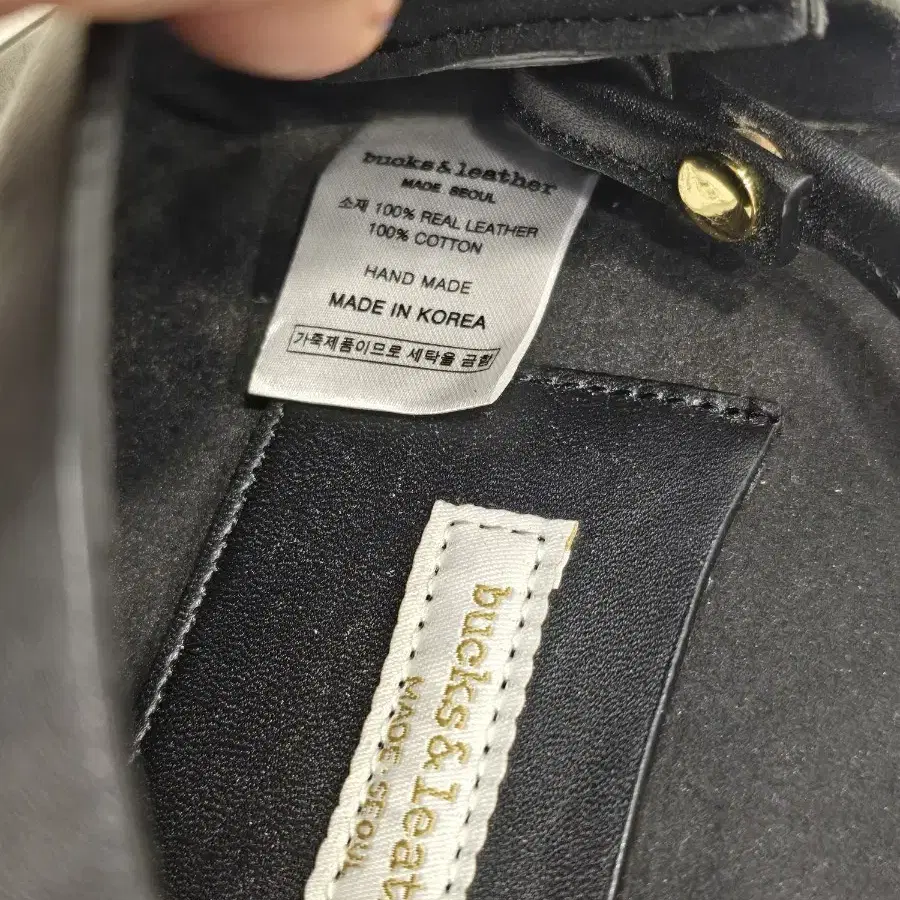 bucks&leather
MADE. SEOUL
소재 100% REAL LEATHER
100% COTTON
HAND MADE
MADE IN KOREA
가죽제품이므로 세탁을 금함
bucks&leat
MADE.SEOUL